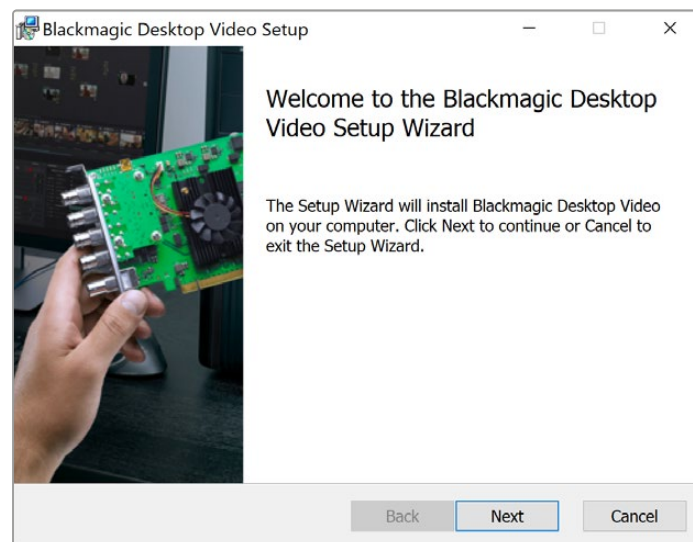 Blackmagic Desktop Video Setup
Welcome to the Blackmagic Desktop
Video Setup Wizard
The Setup Wizard will install Blackmagic Desktop Video
on your computer. Click Next to continue or Cancel to
exit the Setup Wizard.
Back Next Cancel